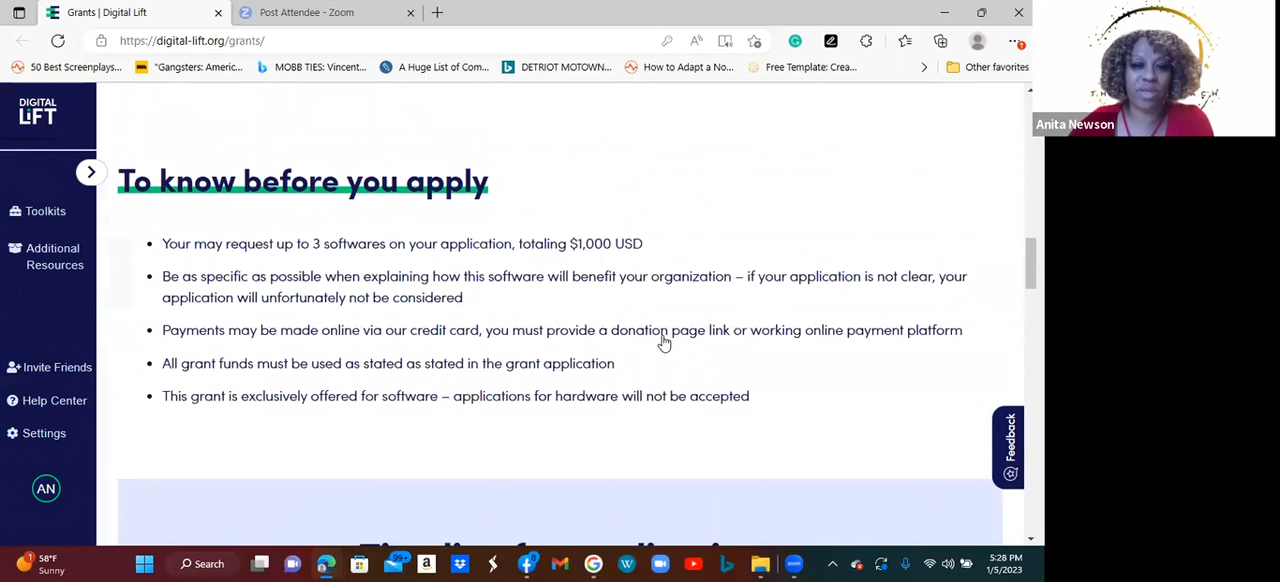 Grants | Digital Lift
Post Attendee - Zoom
https://digital-lift.org/grants/
50 Best Screenplays...
"Gangsters: Americ...
MOBB TIES: Vincent...
A Huge List of Com...
DETRIOT MOTOWN...
How to Adapt a No...
Free Template: Crea...
Other favorites
Anita Newson
DIGITAL
LiFT
Toolkits
Additional
Resources
Invite Friends
Help Center
Settings
AN
To know before you apply
• Your may request up to 3 softwares on your application, totaling $1,000 USD
• Be as specific as possible when explaining how this software will benefit your organization – if your application is not clear, your
application will unfortunately not be considered
• Payments may be made online via our credit card, you must provide a donation page link or working online payment platform
• All grant funds must be used as stated as stated in the grant application
• This grant is exclusively offered for software – applications for hardware will not be accepted
Feedback
58°F
Sunny
Search
99+
5:28 PM
1/5/2023